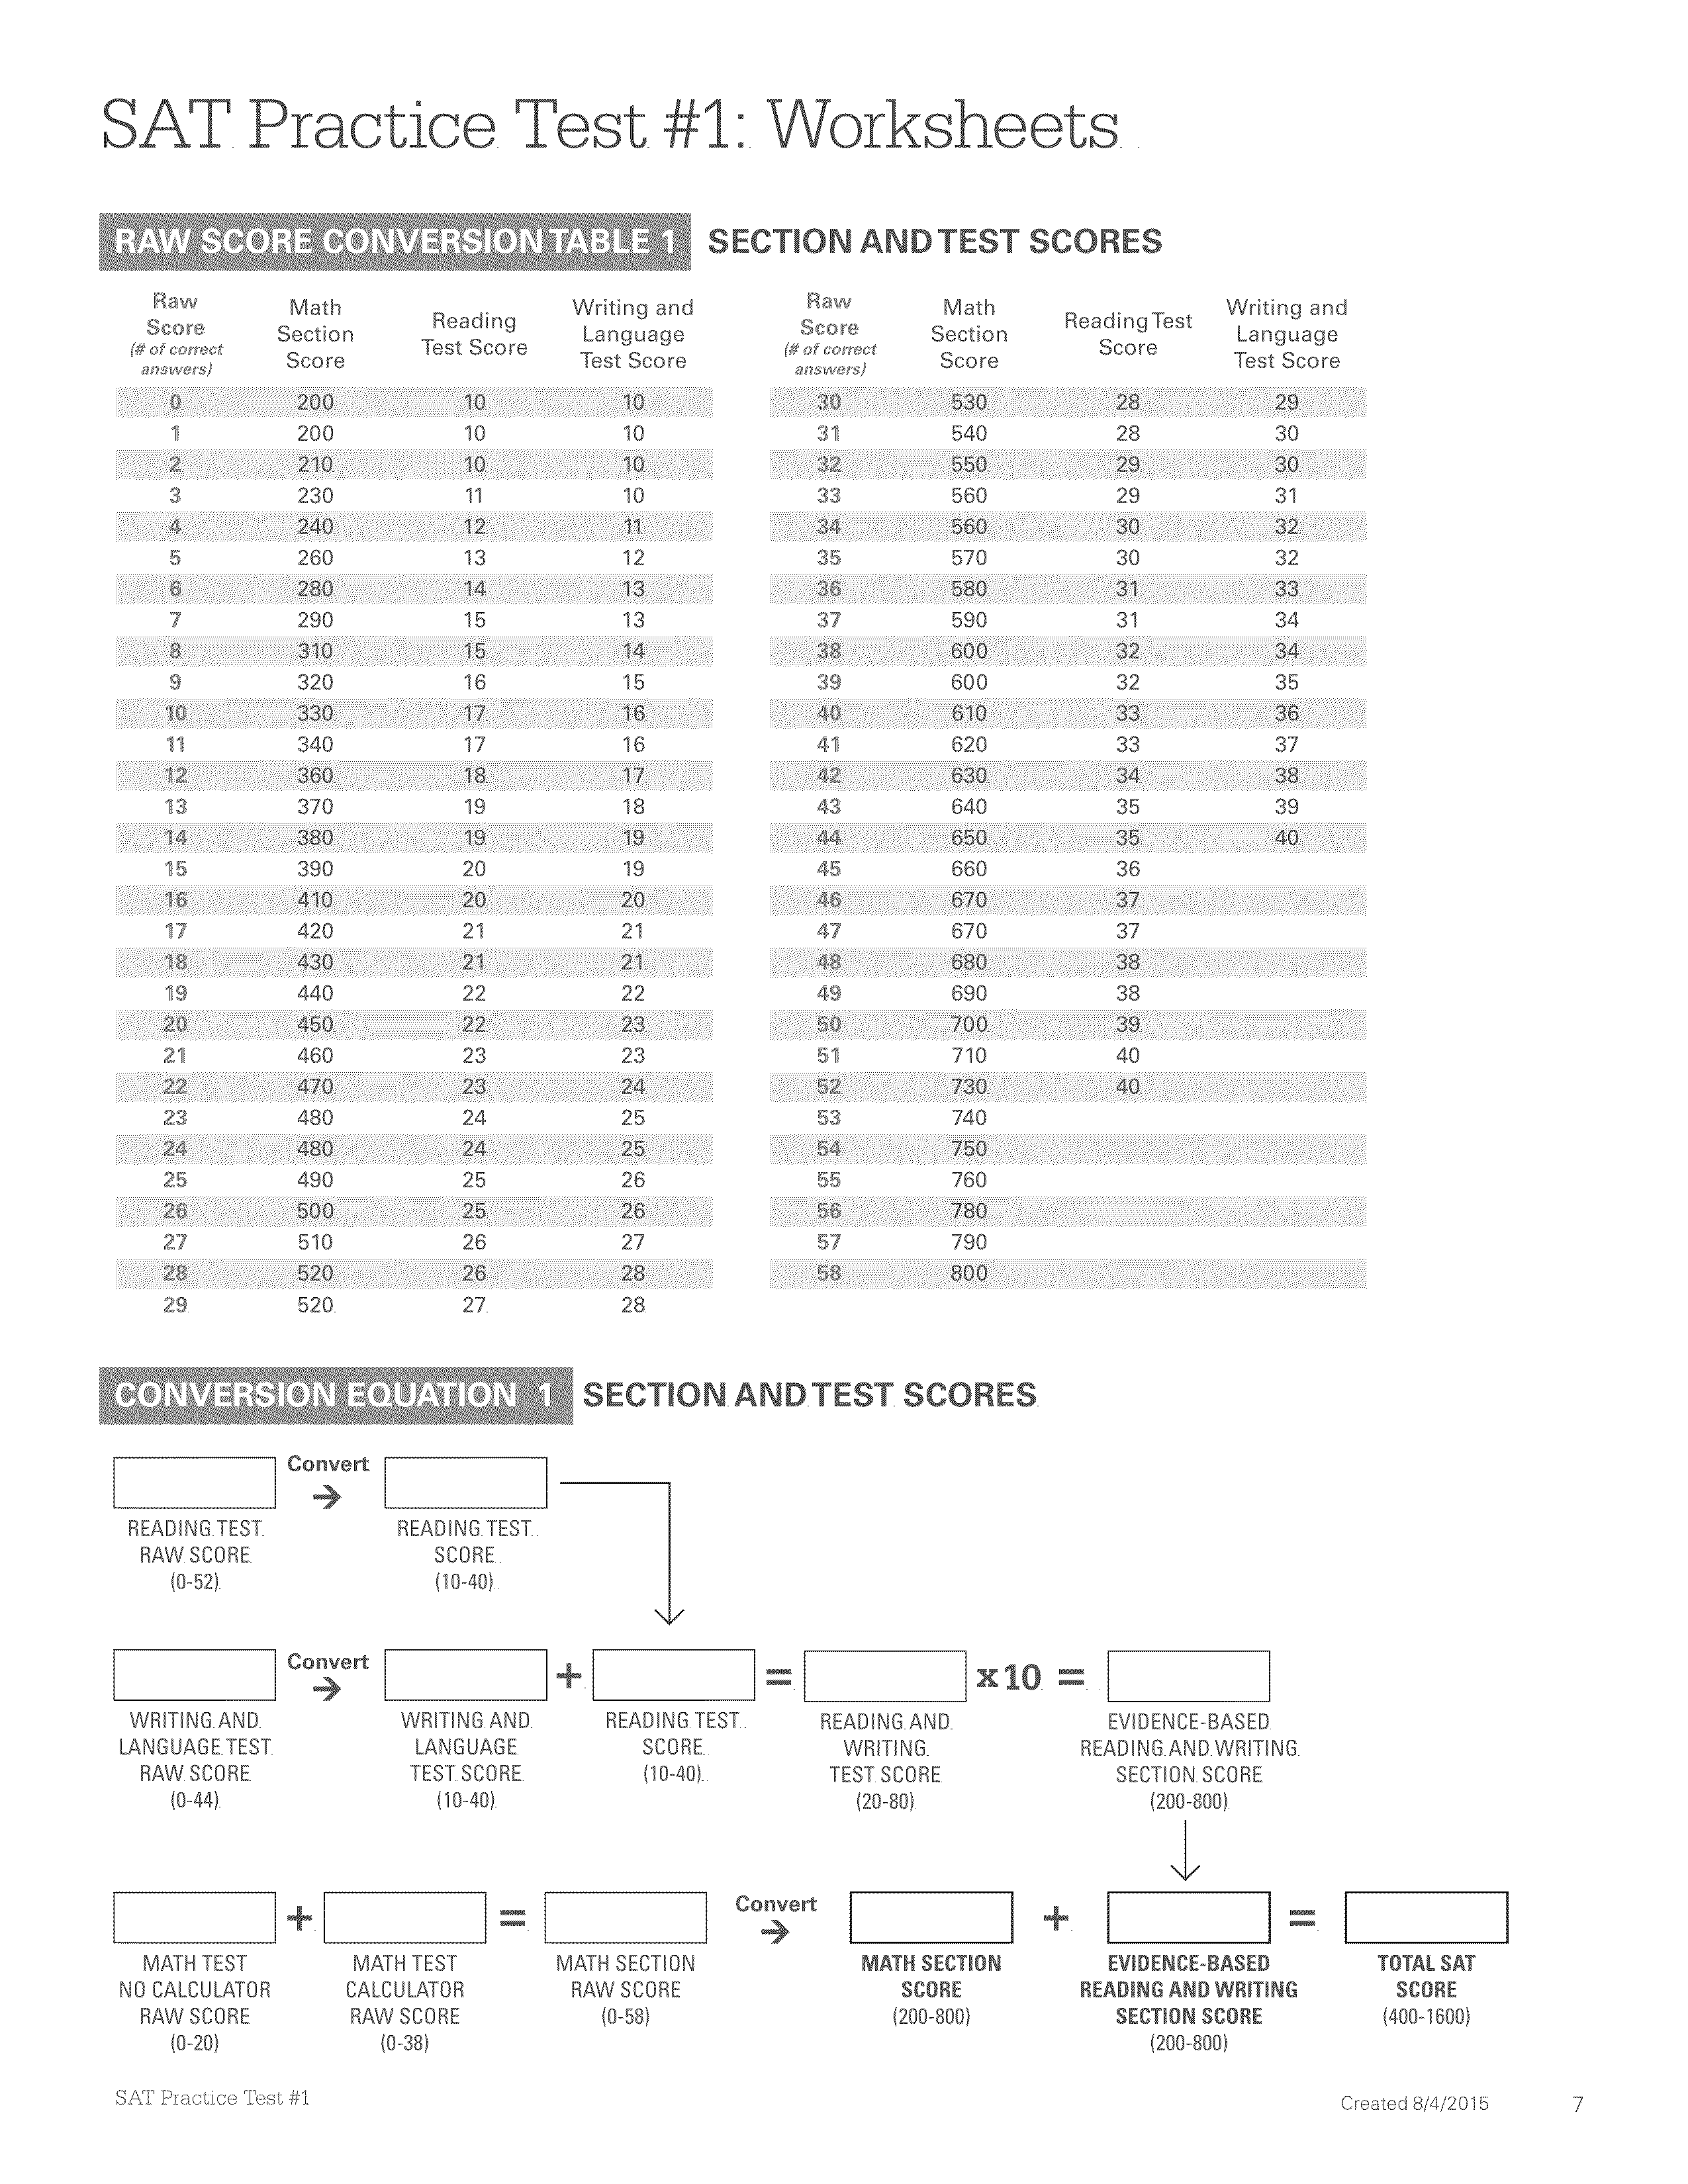 SAT Practice Test #1: Worksheets
RAW SCORE CONVERSION TABLE 1 SECTION AND TEST SCORES
Raw Score (# of correct answers) Math Section Score Reading Test Score Writing and Language Test Score
0 200 10 10
1 200 10 10
2 210 10 10
3 230 11 10
4 240 12 11
5 260 13 12
6 280 14 13
7 290 15 13
8 310 15 14
9 320 16 15
10 330 17 16
11 340 17 16
12 360 18 17
13 370 19 18
14 380 19 19
15 390 20 19
16 410 20 20
17 420 21 21
18 430 21 21
19 440 22 22
20 450 22 23
21 460 23 23
22 470 23 24
23 480 24 25
24 480 24 25
25 490 25 26
26 500 25 26
27 510 26 27
28 520 26 28
29 520 27 28
Raw Score (# of correct answers) Math Section Score Reading Test Score Writing and Language Test Score
30 530 28 29
31 540 28 30
32 550 29 30
33 560 29 31
34 560 30 32
35 570 30 32
36 580 31 33
37 590 31 34
38 600 32 34
39 600 32 35
40 610 33 36
41 620 33 37
42 630 34 38
43 640 35 39
44 650 35 40
45 660 36
46 670 37
47 670 37
48 680 38
49 690 38
50 700 39
51 710 40
52 730 40
53 740
54 750
55 760
56 780
57 790
58 800
CONVERSION EQUATION 1 SECTION AND TEST SCORES
Convert
→
READING TEST RAW SCORE (0-52)
READING TEST SCORE (10-40)
Convert
→ + = x10 =
WRITING AND LANGUAGE TEST RAW SCORE (0-44)
WRITING AND LANGUAGE TEST SCORE (10-40)
READING TEST SCORE (10-40)
READING AND WRITING TEST SCORE (20-80)
EVIDENCE-BASED READING AND WRITING SECTION SCORE (200-800)
+ = Convert → + =
MATH TEST NO CALCULATOR RAW SCORE (0-20)
MATH TEST CALCULATOR RAW SCORE (0-38)
MATH SECTION RAW SCORE (0-58)
MATH SECTION SCORE (200-800)
EVIDENCE-BASED READING AND WRITING SECTION SCORE (200-800)
TOTAL SAT SCORE (400-1600)
SAT Practice Test #1 Created 8/4/2015 7